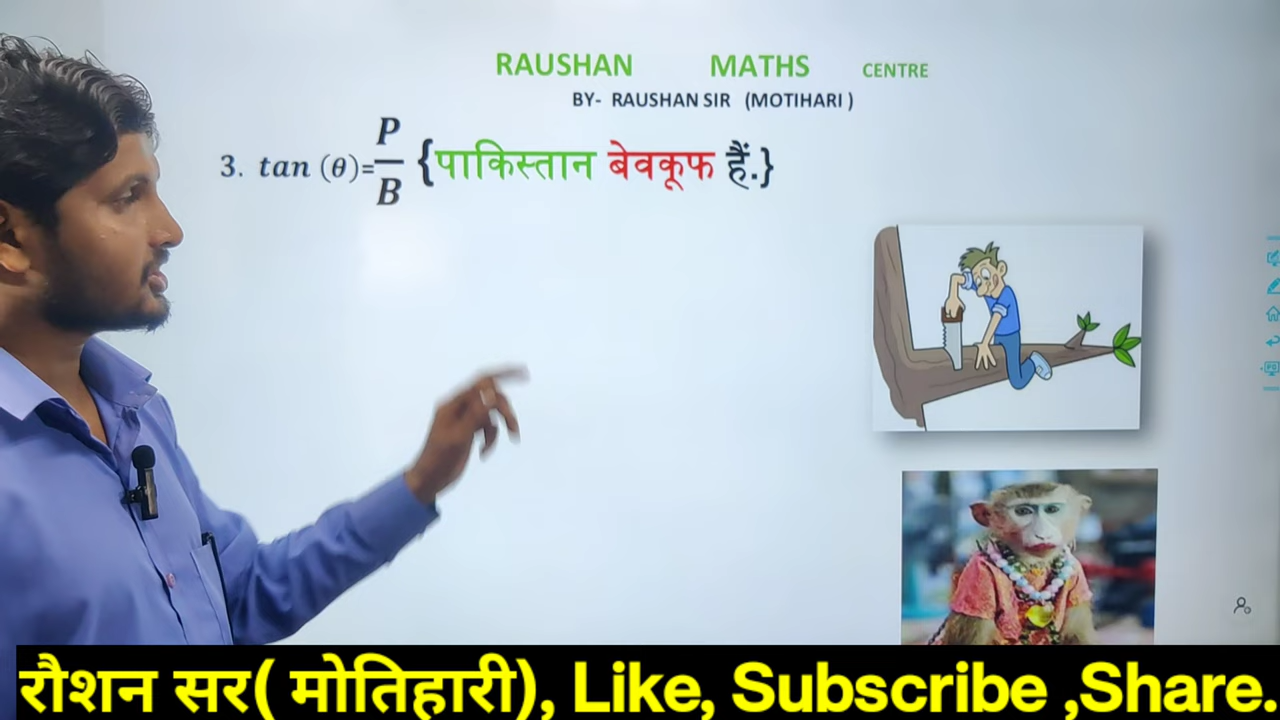 RAUSHAN MATHS CENTRE
BY- RAUSHAN SIR (MOTIHARI )
3. tan (θ)=P/B {पाकिस्तान बेवकूफ हैं.}
रौशन सर( मोतिहारी), Like, Subscribe ,Share.